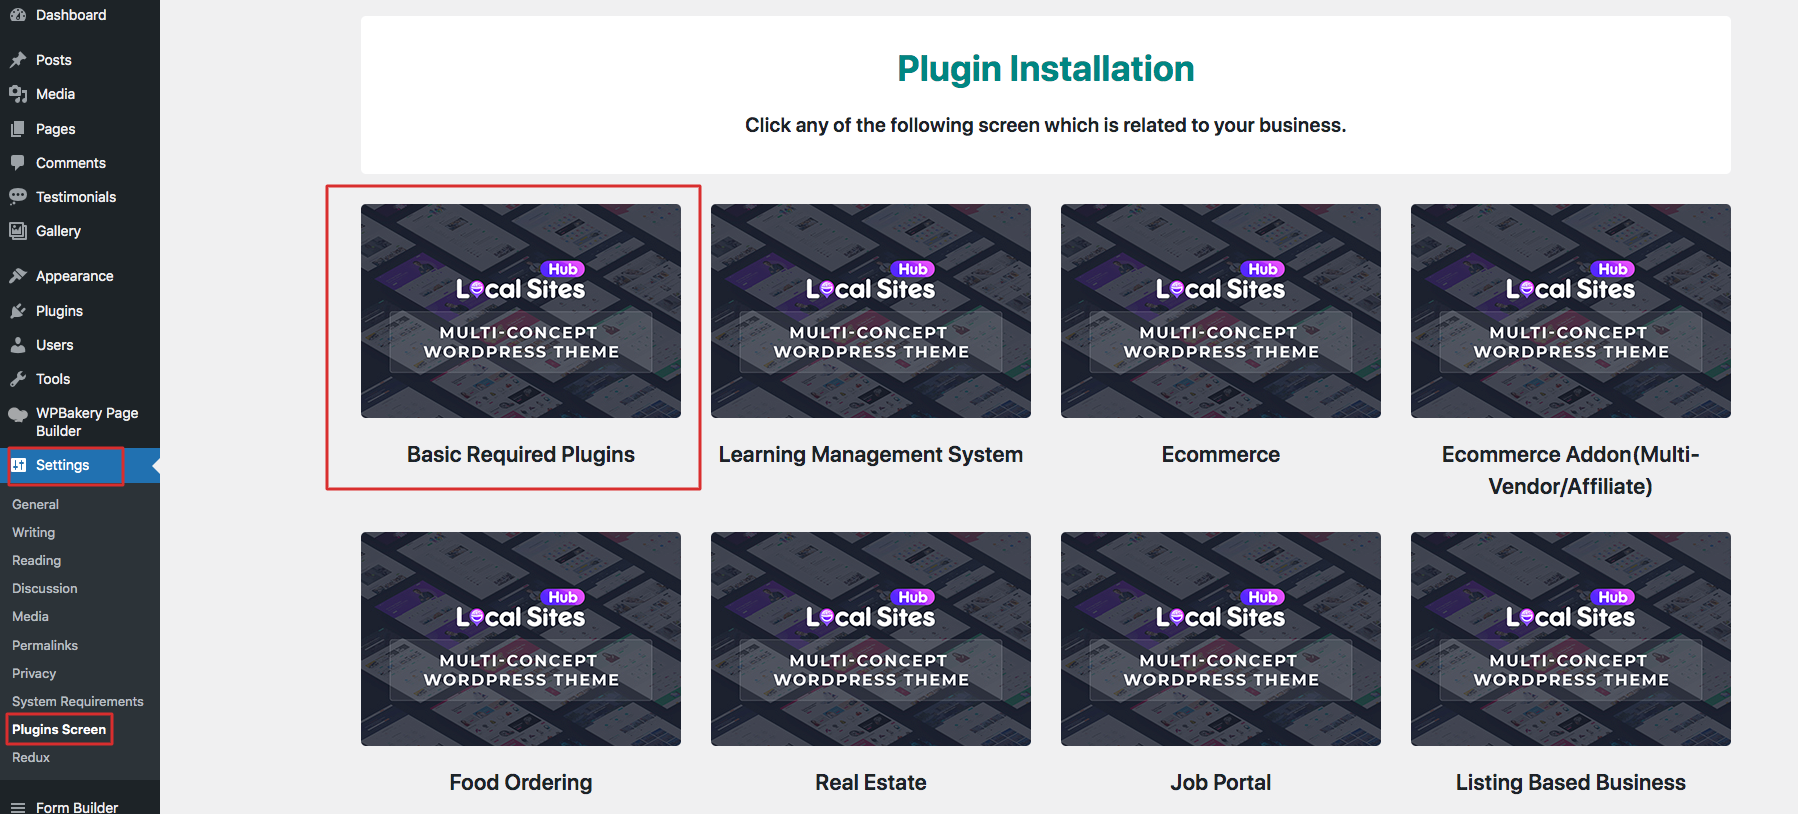 Dashboard
Posts
Media
Pages
Comments
Testimonials
Gallery
Appearance
Plugins
Users
Tools
WPBakery Page
Builder
Settings
General
Writing
Reading
Discussion
Media
Permalinks
Privacy
System Requirements
Plugins Screen
Redux
Form Builder
Plugin Installation
Click any of the following screen which is related to your business.
Hub
Local Sites
MULTI-CONCEPT
WORDPRESS THEME
Basic Required Plugins
Hub
Local Sites
MULTI-CONCEPT
WORDPRESS THEME
Learning Management System
Hub
Local Sites
MULTI-CONCEPT
WORDPRESS THEME
Ecommerce
Hub
Local Sites
MULTI-CONCEPT
WORDPRESS THEME
Ecommerce Addon(Multi-
Vendor/Affiliate)
Hub
Local Sites
MULTI-CONCEPT
WORDPRESS THEME
Food Ordering
Hub
Local Sites
MULTI-CONCEPT
WORDPRESS THEME
Real Estate
Hub
Local Sites
MULTI-CONCEPT
WORDPRESS THEME
Job Portal
Hub
Local Sites
MULTI-CONCEPT
WORDPRESS THEME
Listing Based Business